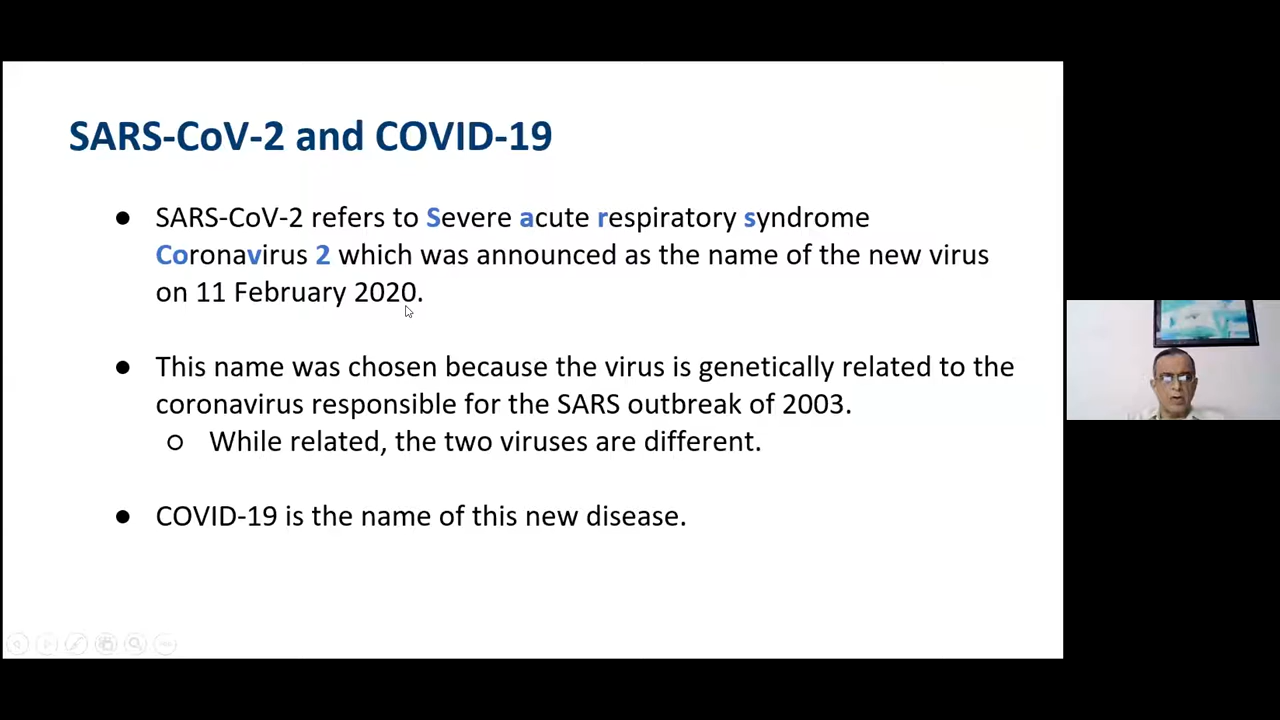 SARS-CoV-2 and COVID-19
● SARS-CoV-2 refers to Severe acute respiratory syndrome
Coronavirus 2 which was announced as the name of the new virus
on 11 February 2020.
● This name was chosen because the virus is genetically related to the
coronavirus responsible for the SARS outbreak of 2003.
○ While related, the two viruses are different.
● COVID-19 is the name of this new disease.